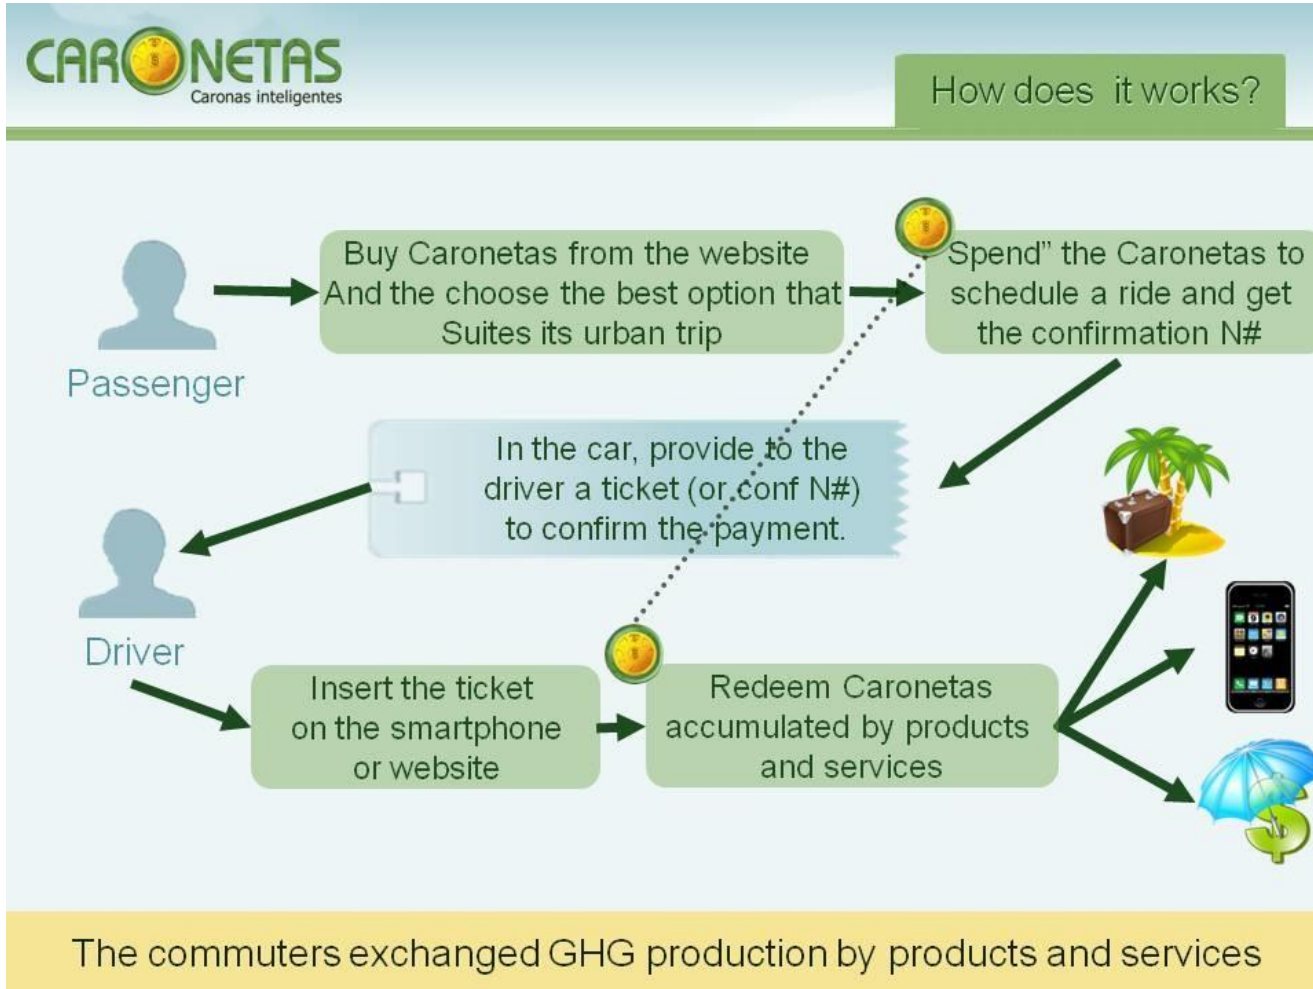 CARONETAS
Caronas inteligentes
How does it works?
Buy Caronetas from the website
And the choose the best option that
Suites its urban trip
Spend” the Caronetas to
schedule a ride and get
the confirmation N#
Passenger
In the car, provide to the
driver a ticket (or conf N#)
to confirm the payment.
Driver
Insert the ticket
on the smartphone
or website
Redeem Caronetas
accumulated by products
and services
$
The commuters exchanged GHG production by products and services